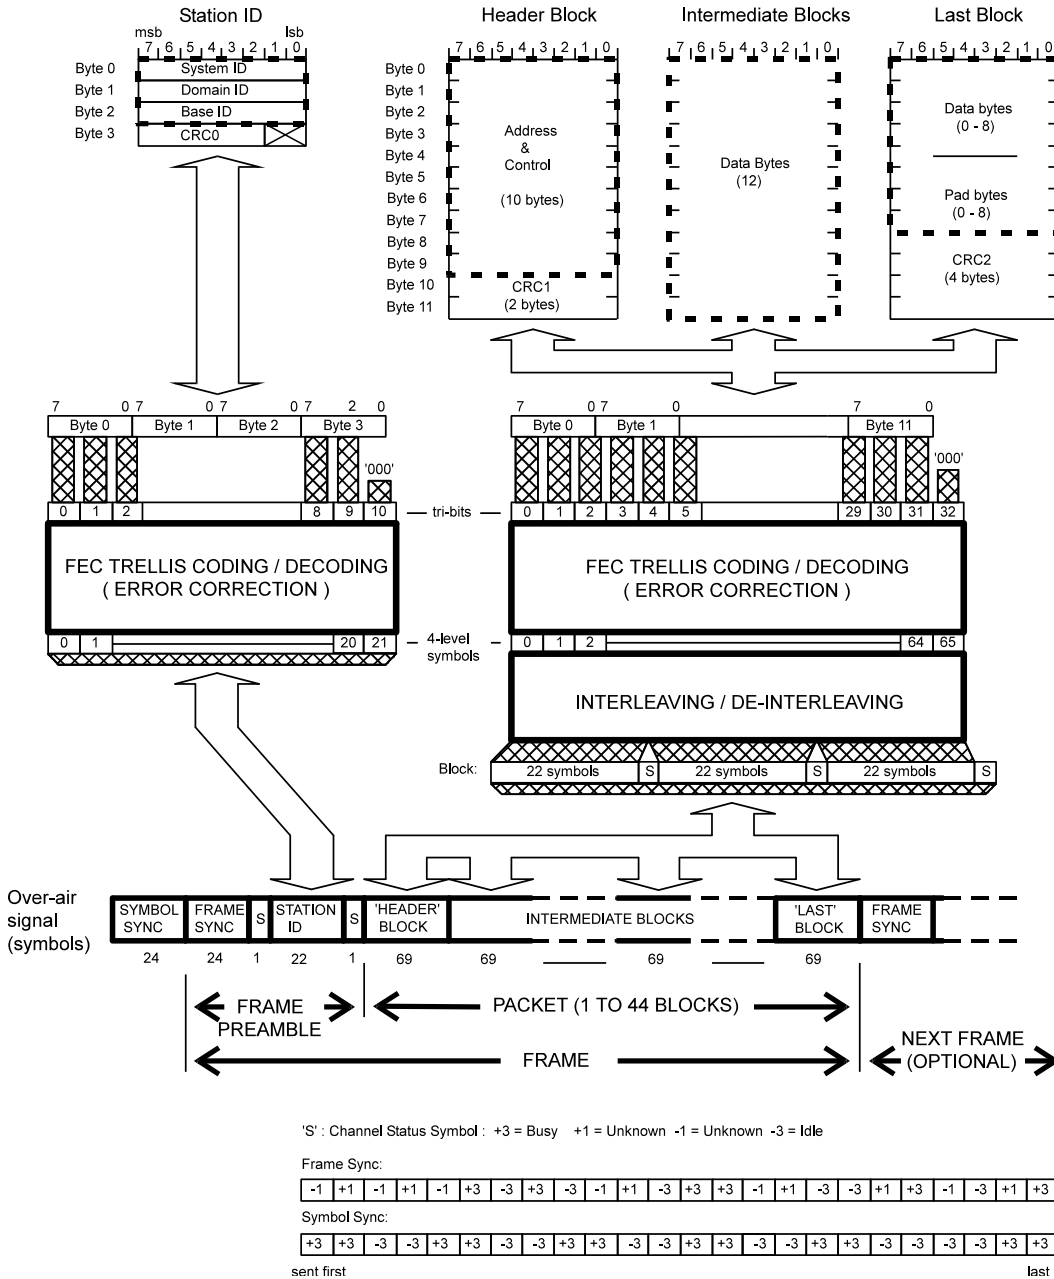 Station ID
msb lsb
7 6 5 4 3 2 1 0
Byte 0 System ID
Byte 1 Domain ID
Byte 2 Base ID
Byte 3 CRC0
Header Block
7 6 5 4 3 2 1 0
Byte 0
Byte 1
Byte 2
Byte 3
Byte 4
Byte 5
Byte 6
Byte 7
Byte 8
Byte 9
Byte 10
Byte 11
Address
&
Control
(10 bytes)
CRC1
(2 bytes)
Intermediate Blocks
7 6 5 4 3 2 1 0
Data Bytes
(12)
Last Block
7 6 5 4 3 2 1 0
Data bytes
(0 - 8)
Pad bytes
(0 - 8)
CRC2
(4 bytes)
7 0 7 0 7 0 7 2 0
Byte 0 Byte 1 Byte 2 Byte 3
'000'
0 1 2 8 9 10
tri-bits
FEC TRELLIS CODING / DECODING
( ERROR CORRECTION )
0 1 20 21
4-level
symbols
7 0 7 0 7 0
Byte 0 Byte 1 Byte 11
'000'
0 1 2 3 4 5 29 30 31 32
FEC TRELLIS CODING / DECODING
( ERROR CORRECTION )
0 1 2 64 65
INTERLEAVING / DE-INTERLEAVING
Block: 22 symbols S 22 symbols S 22 symbols S
Over-air
signal
(symbols)
SYMBOL
SYNC
FRAME
SYNC
S
STATION
ID
S
'HEADER'
BLOCK
INTERMEDIATE BLOCKS
'LAST'
BLOCK
FRAME
SYNC
24 24 1 22 1 69 69 69 69
FRAME
PREAMBLE
PACKET (1 TO 44 BLOCKS)
FRAME
NEXT FRAME
(OPTIONAL)
'S' : Channel Status Symbol : +3 = Busy +1 = Unknown -1 = Unknown -3 = Idle
Frame Sync:
-1 +1 -1 +1 -1 +3 -3 +3 -3 -1 +1 -3 +3 +3 -1 +1 -3 -3 +1 +3 -1 -3 +1 +3
Symbol Sync:
+3 +3 -3 -3 +3 +3 -3 -3 +3 +3 -3 -3 +3 +3 -3 -3 +3 +3 -3 -3 +3 +3 -3 -3 +3 +3
sent first last